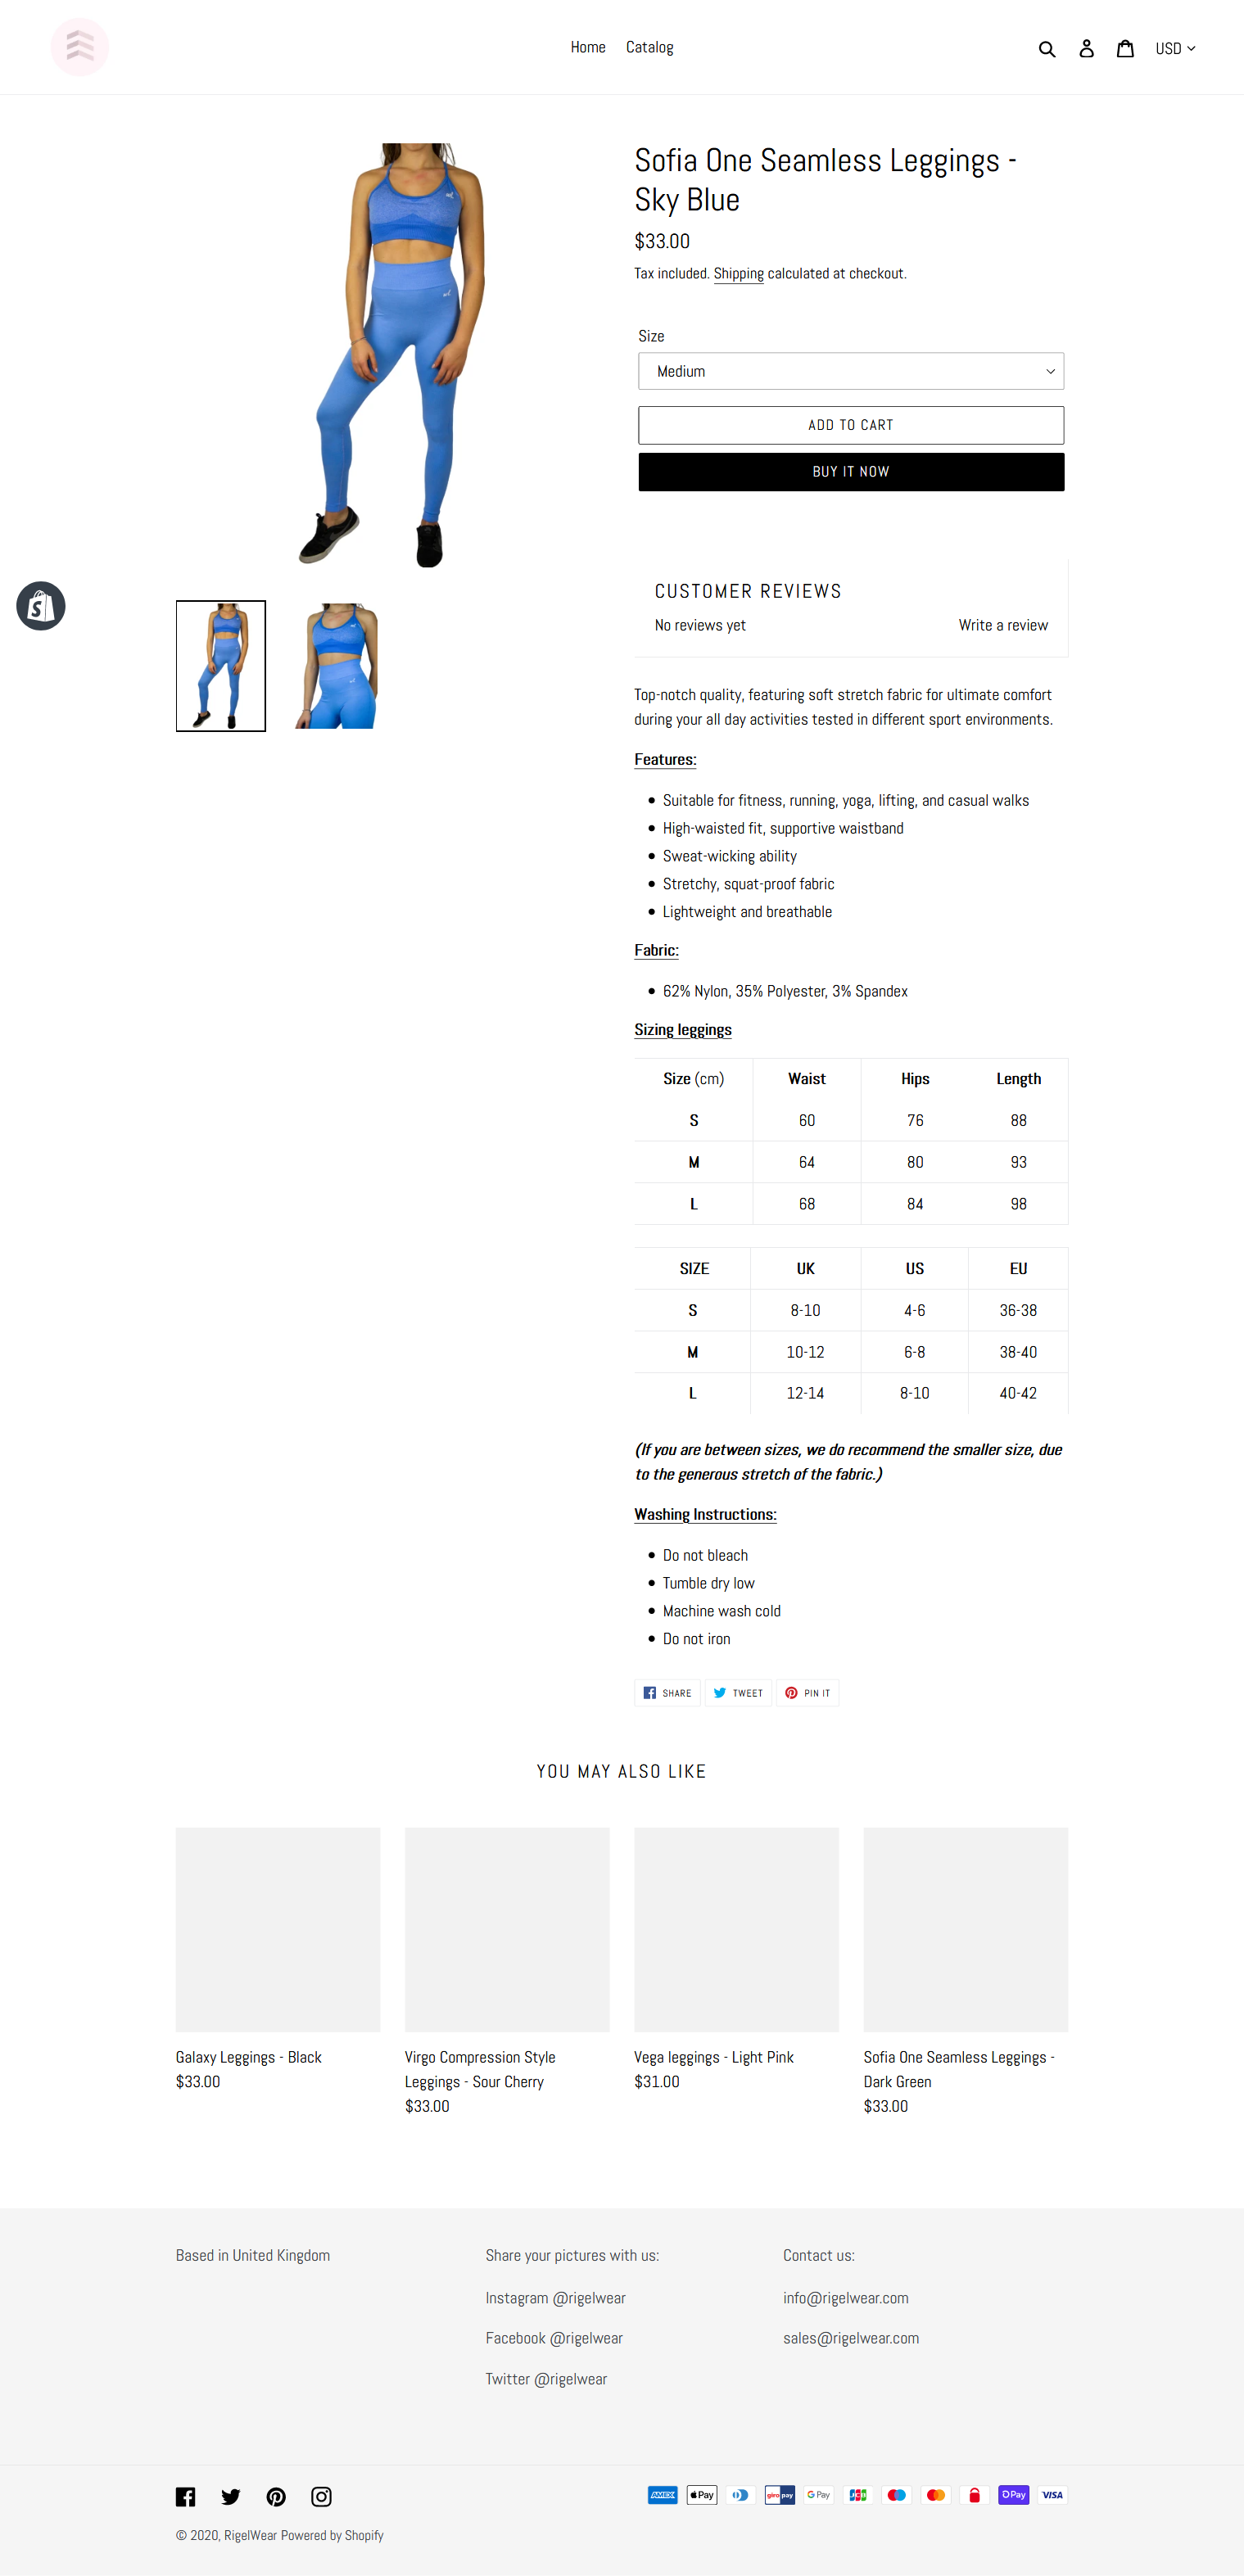 Home Catalog USD
Sofia One Seamless Leggings -
Sky Blue
$33.00
Tax included. Shipping calculated at checkout.
Size
Medium
ADD TO CART
BUY IT NOW
CUSTOMER REVIEWS
No reviews yet Write a review
Top-notch quality, featuring soft stretch fabric for ultimate comfort
during your all day activities tested in different sport environments.
Features:
Suitable for fitness, running, yoga, lifting, and casual walks
High-waisted fit, supportive waistband
Sweat-wicking ability
Stretchy, squat-proof fabric
Lightweight and breathable
Fabric:
62% Nylon, 35% Polyester, 3% Spandex
Sizing leggings
Size (cm) Waist Hips Length
S 60 76 88
M 64 80 93
L 68 84 98
SIZE UK US EU
S 8-10 4-6 36-38
M 10-12 6-8 38-40
L 12-14 8-10 40-42
(If you are between sizes, we do recommend the smaller size, due
to the generous stretch of the fabric.)
Washing Instructions:
Do not bleach
Tumble dry low
Machine wash cold
Do not iron
SHARE TWEET PIN IT
YOU MAY ALSO LIKE
Galaxy Leggings - Black
$33.00
Virgo Compression Style
Leggings - Sour Cherry
$33.00
Vega leggings - Light Pink
$31.00
Sofia One Seamless Leggings -
Dark Green
$33.00
Based in United Kingdom
Share your pictures with us:
Instagram @rigelwear
Facebook @rigelwear
Twitter @rigelwear
Contact us:
info@rigelwear.com
sales@rigelwear.com
AMEX Pay giro pay G Pay JCB Pay VISA
© 2020, RigelWear Powered by Shopify